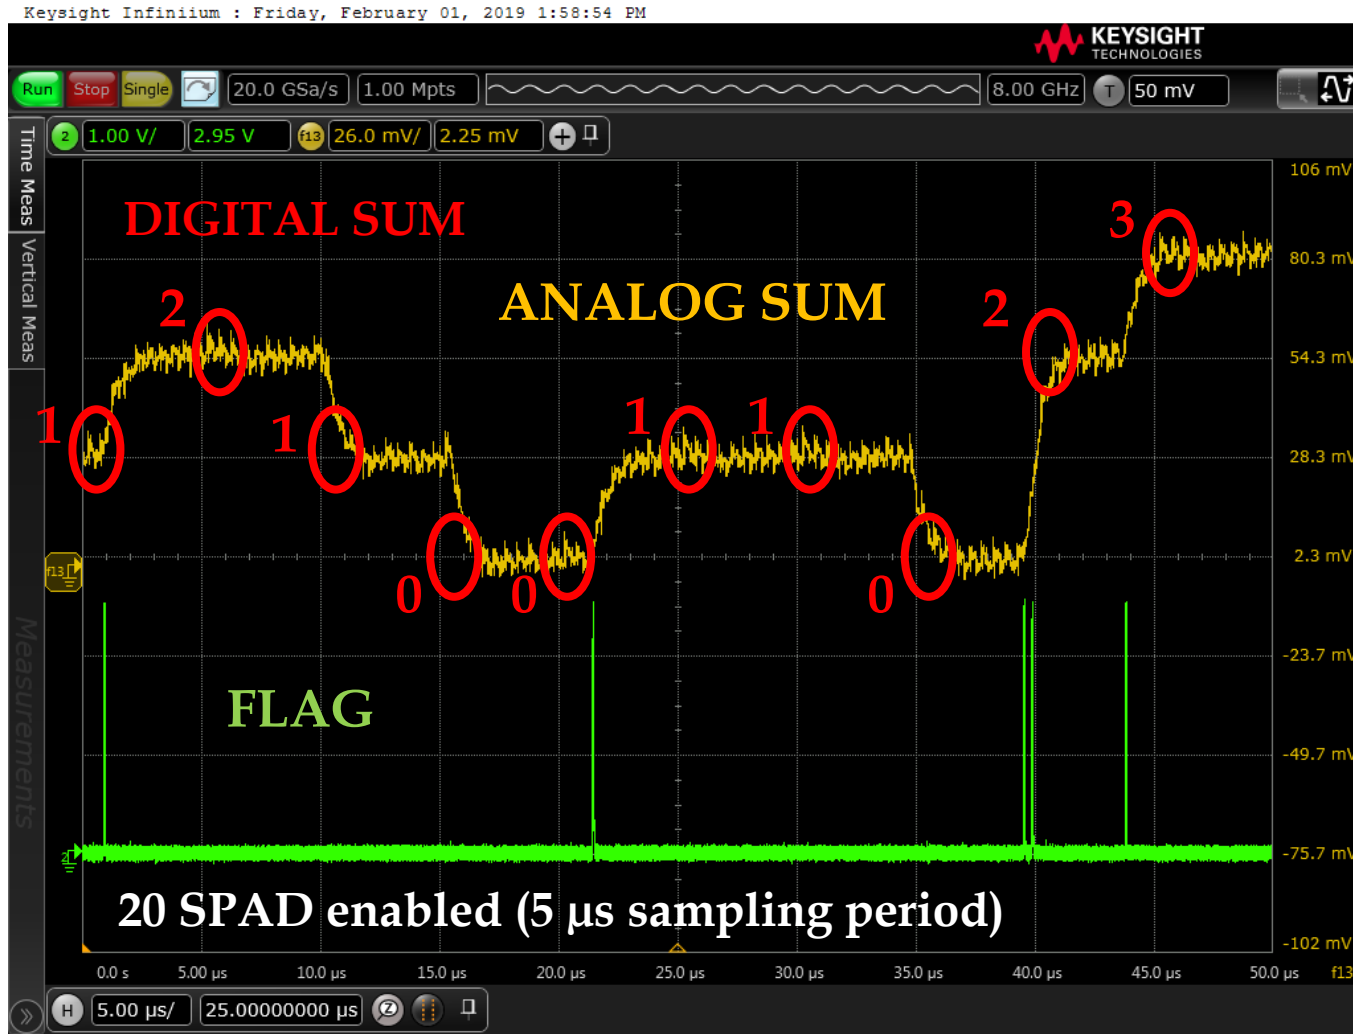 Keysight Infiniium : Friday, February 01, 2019 1:58:54 PM
KEYSIGHT
TECHNOLOGIES
Run Stop Single 20.0 GSa/s 1.00 Mpts 8.00 GHz T 50 mV
2 1.00 V/ 2.95 V f13 26.0 mV/ 2.25 mV
Time Meas
Vertical Meas
Measurements
106 mV
DIGITAL SUM
3
80.3 mV
ANALOG SUM
2
2
54.3 mV
1
1
1
1
28.3 mV
f13
2.3 mV
0
0
0
-23.7 mV
FLAG
-49.7 mV
2
-75.7 mV
20 SPAD enabled (5 µs sampling period)
-102 mV
0.0 s 5.00 µs 10.0 µs 15.0 µs 20.0 µs 25.0 µs 30.0 µs 35.0 µs 40.0 µs 45.0 µs 50.0 µs f13
H 5.00 µs/ 25.00000000 µs Z